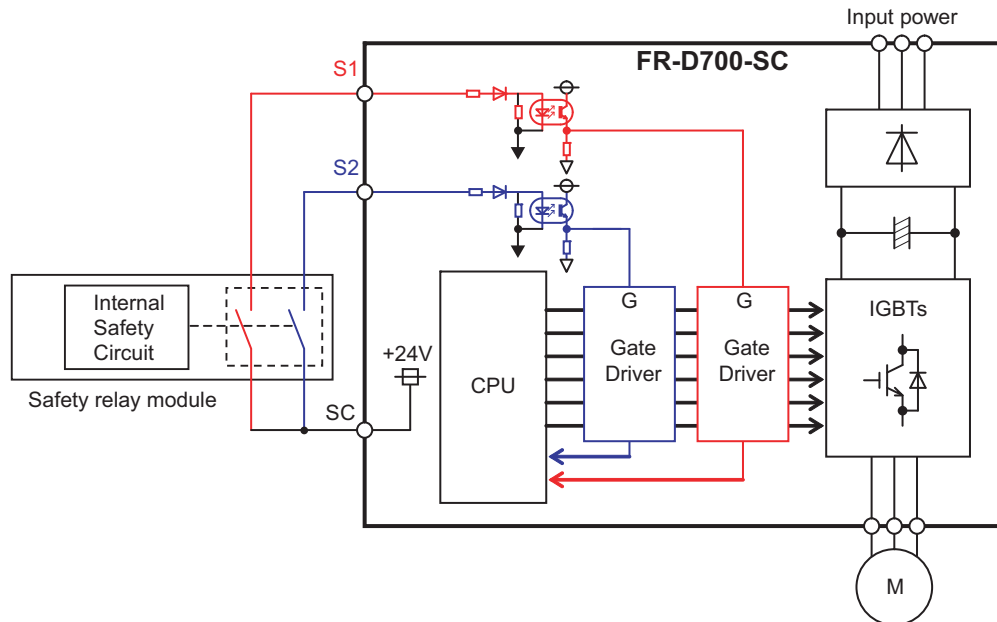 Input power
FR-D700-SC
S1
S2
Internal
Safety
Circuit
Safety relay module
+24V
SC
CPU
G
Gate
Driver
G
Gate
Driver
IGBTs
M